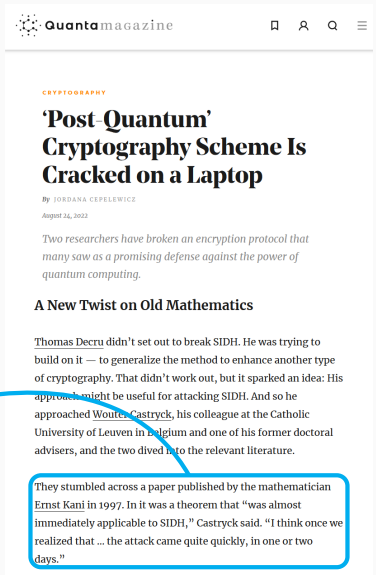 Quantamagazine
CRYPTOGRAPHY
‘Post-Quantum’
Cryptography Scheme Is
Cracked on a Laptop
By JORDANA CEPELEWICZ
August 24, 2022
Two researchers have broken an encryption protocol that
many saw as a promising defense against the power of
quantum computing.
A New Twist on Old Mathematics
Thomas Decru didn’t set out to break SIDH. He was trying to
build on it — to generalize the method to enhance another type
of cryptography. That didn’t work out, but it sparked an idea: His
approach might be useful for attacking SIDH. And so he
approached Wouter Castryck, his colleague at the Catholic
University of Leuven in Belgium and one of his former doctoral
advisers, and the two dived into the relevant literature.
They stumbled across a paper published by the mathematician
Ernst Kani in 1997. In it was a theorem that “was almost
immediately applicable to SIDH,” Castryck said. “I think once we
realized that ... the attack came quite quickly, in one or two
days.”